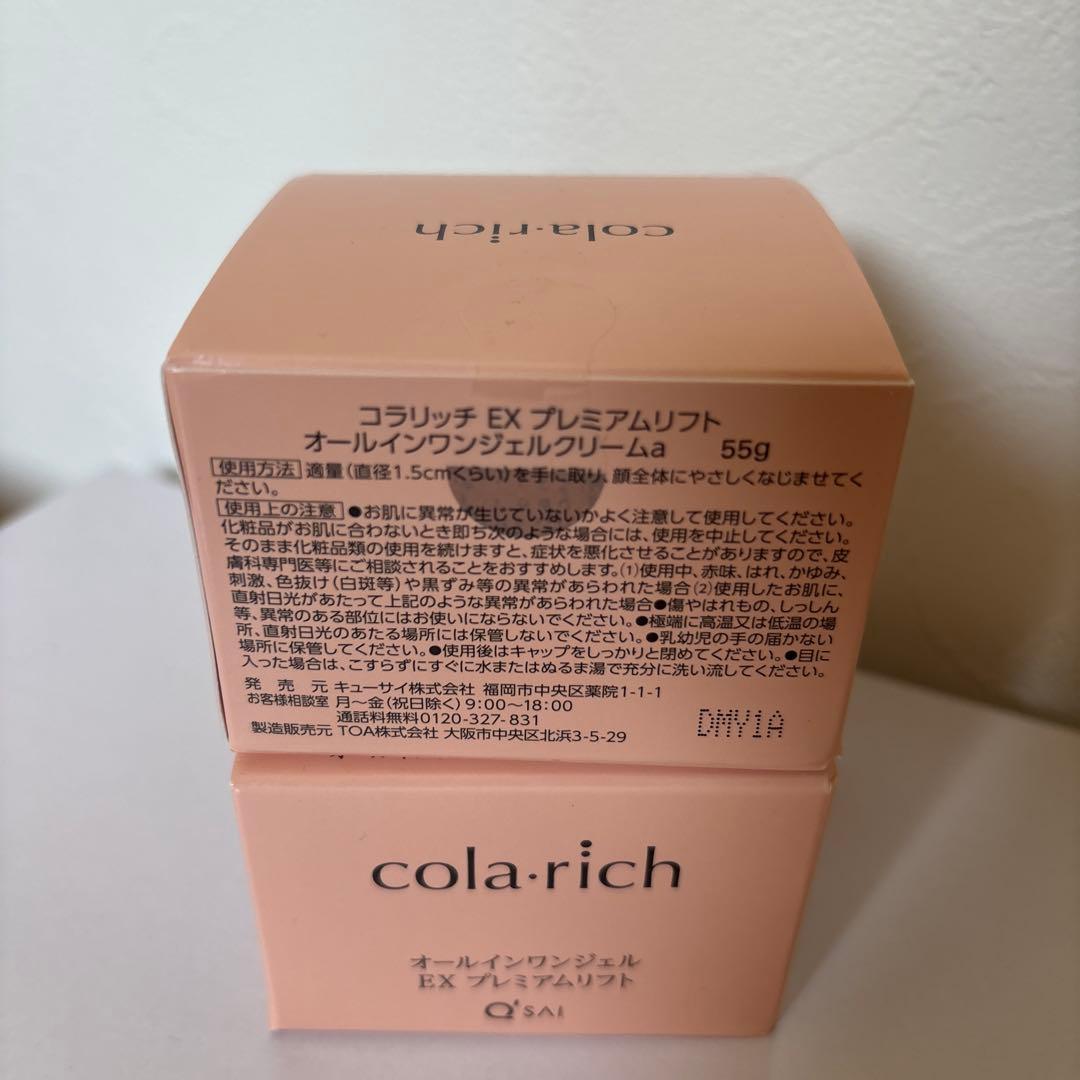 cola·rich
コラリッチ EX プレミアムリフト
オールインワンジェルクリームa 55g
使用方法 適量(直径1.5cmくらい)を手に取り、顔全体にやさしくなじませてく
ださい。
使用上の注意 ●お肌に異常が生じていないかよく注意して使用してください。
化粧品がお肌に合わないとき即ち次のような場合には、使用を中止してください。
そのまま化粧品類の使用を続けますと、症状を悪化させることがありますので、皮
膚科専門医等にご相談されることをおすすめします。(1)使用中、赤味、はれ、かゆみ、
刺激、色抜け(白斑等)や黒ずみ等の異常があらわれた場合(2)使用したお肌に、
直射日光があたって上記のような異常があらわれた場合●傷やはれもの、しっしん
等、異常のある部位にはお使いにならないでください。●極端に高温又は低温の場
所、直射日光のあたる場所には保管しないでください。●乳幼児の手の届かない
場所に保管してください。●使用後はキャップをしっかりと閉めてください。●目に
入った場合は、こすらずにすぐに水またはぬるま湯で充分に洗い流してください。
発売元 キューサイ株式会社 福岡市中央区薬院1-1-1
お客様相談室 月〜金(祝日除く)9:00〜18:00
通話料無料0120-327-831
製造販売元 TOA株式会社 大阪市中央区北浜3-5-29
DMY1A
cola·rich
オールインワンジェル
EX プレミアムリフト
Q'SAI